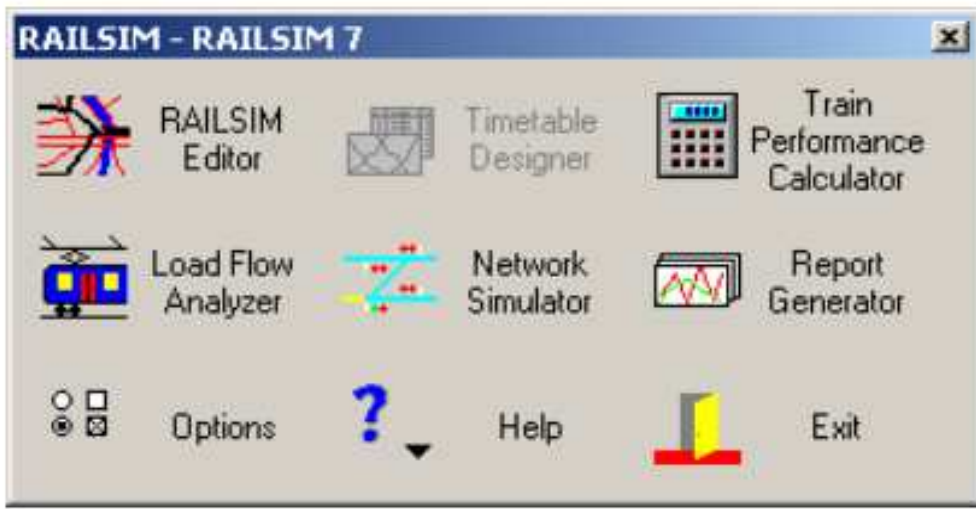 RAILSIM - RAILSIM 7
RAILSIM
Editor
Timetable
Designer
Train
Performance
Calculator
Load Flow
Analyzer
Network
Simulator
Report
Generator
Options
Help
Exit